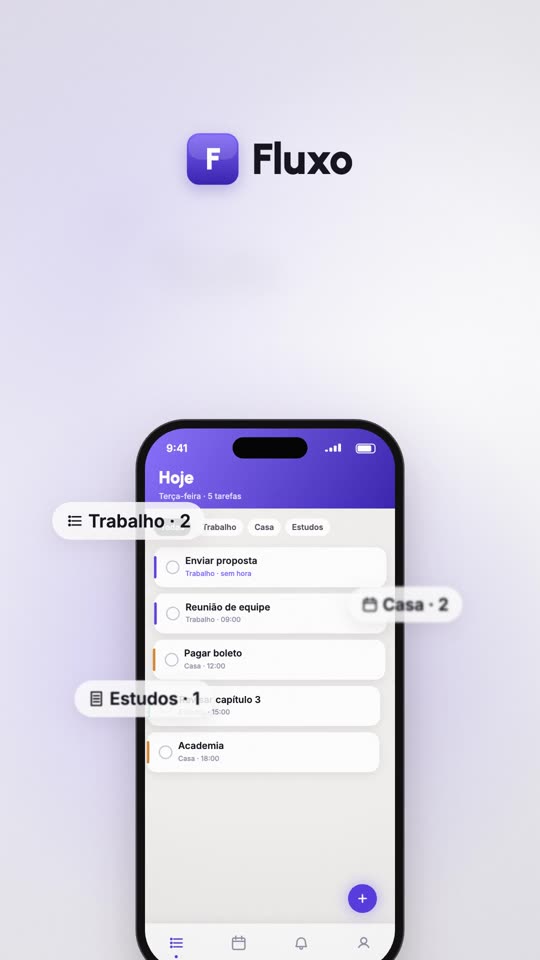 F Fluxo
9:41
Hoje
Terça-feira · 5 tarefas
Trabalho · 2
Trabalho
Casa
Estudos
Enviar proposta
Trabalho · sem hora
Reunião de equipe
Trabalho · 09:00
Casa · 2
Pagar boleto
Casa · 12:00
Estudos · 1
capítulo 3
15:00
Academia
Casa · 18:00